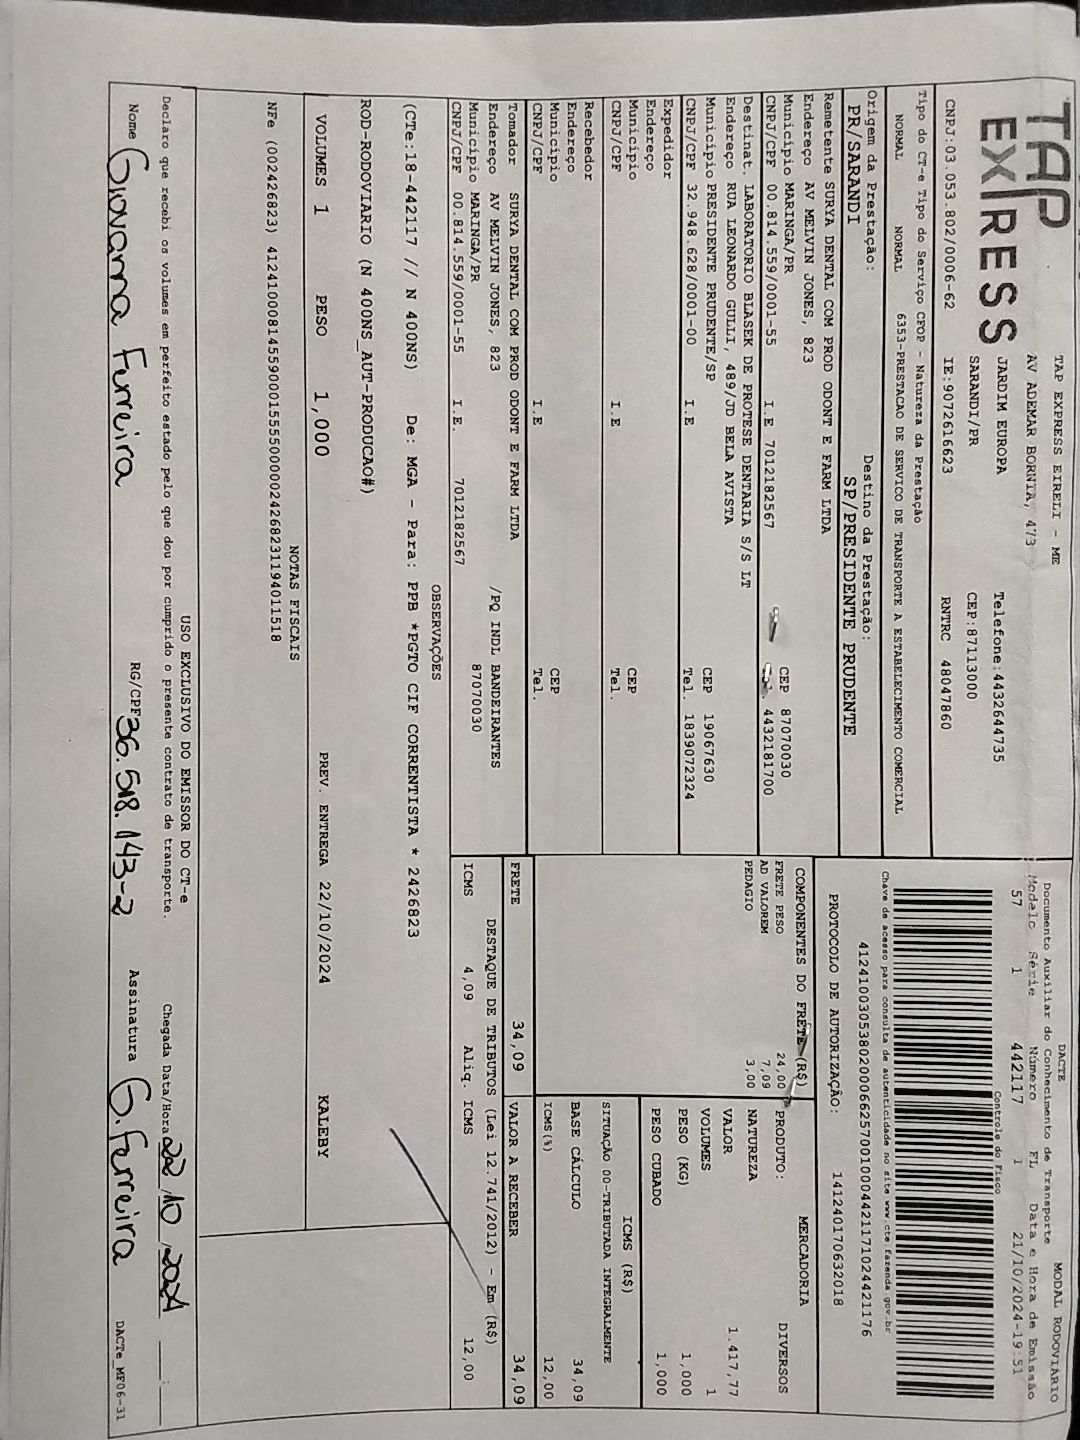 TAP EXPRESS
TAP EXPRESS EIRELI - ME
AV ADEMAR BORNIA, 473
JARDIM EUROPA
SARANDI/PR
Telefone:4432644735
CEP:87113000
CNPJ:03.053.802/0006-62 IE:9072616623 RNTRC 48047860
DACTE MODAL RODOVIÁRIO
Documento Auxiliar do Conhecimento de Transporte
Modelo Série Número FL Data e Hora de Emissão
57 1 442117 1 21/10/2024-19:51
Controle do Fisco
Chave de acesso para consulta de autenticidade no site www.cte.fazenda.gov.br
41241003053802000662570010004421171024421176
PROTOCOLO DE AUTORIZAÇÃO: 141240170632018
Tipo do CT-e Tipo do Serviço CFOP - Natureza da Prestação
NORMAL NORMAL 6353-PRESTACAO DE SERVICO DE TRANSPORTE A ESTABELECIMENTO COMERCIAL
Origem da Prestação: Destino da Prestação:
PR/SARANDI SP/PRESIDENTE PRUDENTE
Remetente SURYA DENTAL COM PROD ODONT E FARM LTDA
Endereço AV MELVIN JONES, 823
Município MARINGA/PR CEP 87070030
CNPJ/CPF 00.814.559/0001-55 I.E 7012182567 4432181700
Destinat. LABORATORIO BLASEK DE PROTESE DENTARIA S/S LT
Endereço RUA LEONARDO GULLI, 489/JD BELA AVISTA
Município PRESIDENTE PRUDENTE/SP CEP 19067630
CNPJ/CPF 32.948.628/0001-00 I.E Tel. 1839072324
Expedidor
Endereço
Município CEP
CNPJ/CPF I.E Tel.
Recebedor
Endereço
Município CEP
CNPJ/CPF I.E Tel.
Tomador SURYA DENTAL COM PROD ODONT E FARM LTDA
Endereço AV MELVIN JONES, 823 /PQ INDL BANDEIRANTES
Município MARINGA/PR 87070030
CNPJ/CPF 00.814.559/0001-55 I.E. 7012182567
COMPONENTES DO FRETE (R$)
FRETE PESO 24,00
AD VALOREM 7,09
PEDAGIO 3,00
PRODUTO: MERCADORIA
NATUREZA DIVERSOS
VALOR 1.417,77
VOLUMES 1
PESO (KG) 1,000
PESO CUBADO 1,000
ICMS (R$)
SITUAÇÃO 00-TRIBUTADA INTEGRALMENTE
BASE CÁLCULO 34,09
ICMS(%) 12,00
FRETE 34,09 VALOR A RECEBER 34,09
DESTAQUE DE TRIBUTOS (Lei 12.741/2012) - Em (R$)
ICMS 4,09 Aliq. ICMS 12,00
OBSERVAÇÕES
(CTe:18-442117 // N 400NS) De: MGA - Para: PPB *PGTO CIF CORRENTISTA * 2426823
ROD-RODOVIARIO (N 400NS_AUT-PRODUCAO#)
VOLUMES 1 PESO 1,000 PREV. ENTREGA 22/10/2024 KALEBY
NOTAS FISCAIS
NFe (002426823) 41241000814559000155550000024268231194011518
USO EXCLUSIVO DO EMISSOR DO CT-e
Declaro que recebi os volumes em perfeito estado pelo que dou por cumprido o presente contrato de transporte. Chegada Data/Hora 22/10/2024 __:__
Nome Giovanna Ferreira RG/CPF 36.518.143-2 Assinatura G.Ferreira
DACTe_MF06-31